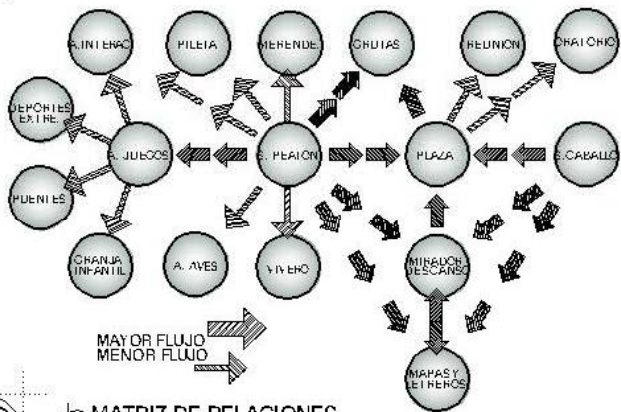 A.INTERAC
PILETA
MERENDE.
GRUTAS
REUNION
ORATORIO
DEPORTES
EXTRE.
A. JUEGOS
S. PEATON
PLAZA
S.CABALLO
PUENTES
GRANJA
INFANTIL
A. AVES
VIVERO
MIRADOR
DESCANSO
MAYOR FLUJO
MENOR FLUJO
MAPAS Y
LETREROS
MATRIZ DE RELACIONES